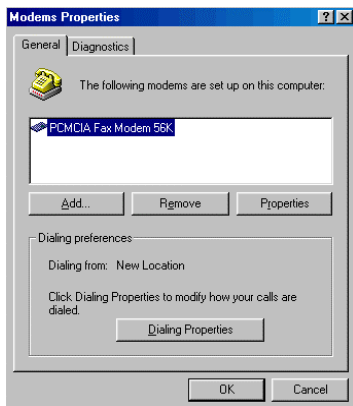 Modems Properties
General Diagnostics
The following modems are set up on this computer:
PCMCIA Fax Modem 56K
Add... Remove Properties
Dialing preferences
Dialing from: New Location
Click Dialing Properties to modify how your calls are
dialed.
Dialing Properties
OK Cancel